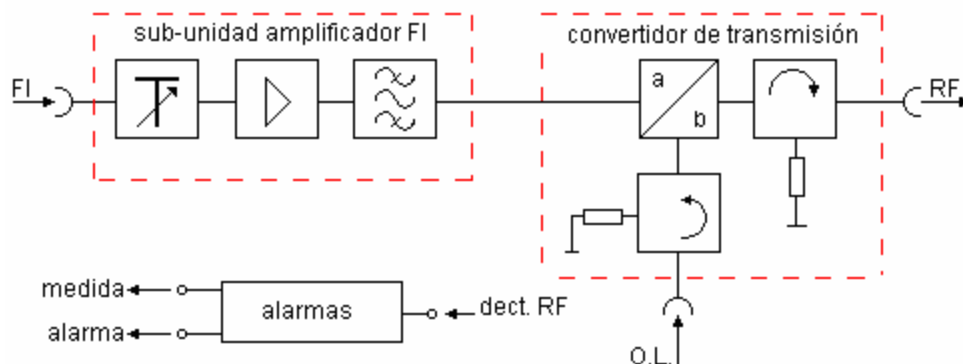 sub-unidad amplificador FI
convertidor de transmisión
FI
a
b
RF
medida
alarma
alarmas
dect. RF
O.L.